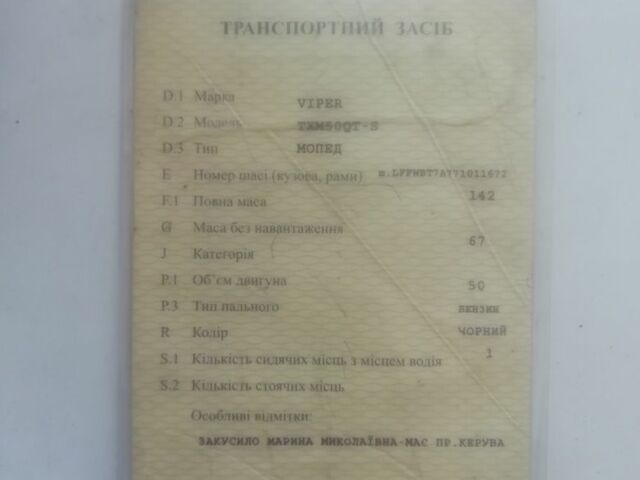 ТРАНСПОРТНИЙ ЗАСІБ
D.1 Марка VIPER
D.2 Модель TXM50QT-S
D.3 Тип МОПЕД
E Номер шасі (кузова, рами)
F.1 Повна маса 142
G Маса без навантаження 67
J Категорія
P.1 Об'єм двигуна 50
P.3 Тип пального БЕНЗИН
R Колір ЧОРНИЙ
S.1 Кількість сидячих місць з місцем водія 1
S.2 Кількість стоячих місць
Особливі відмітки:
ЗАКУСИЛО МАРИНА МИКОЛАЇВНА-МАЄ ПР.КЕРУВА